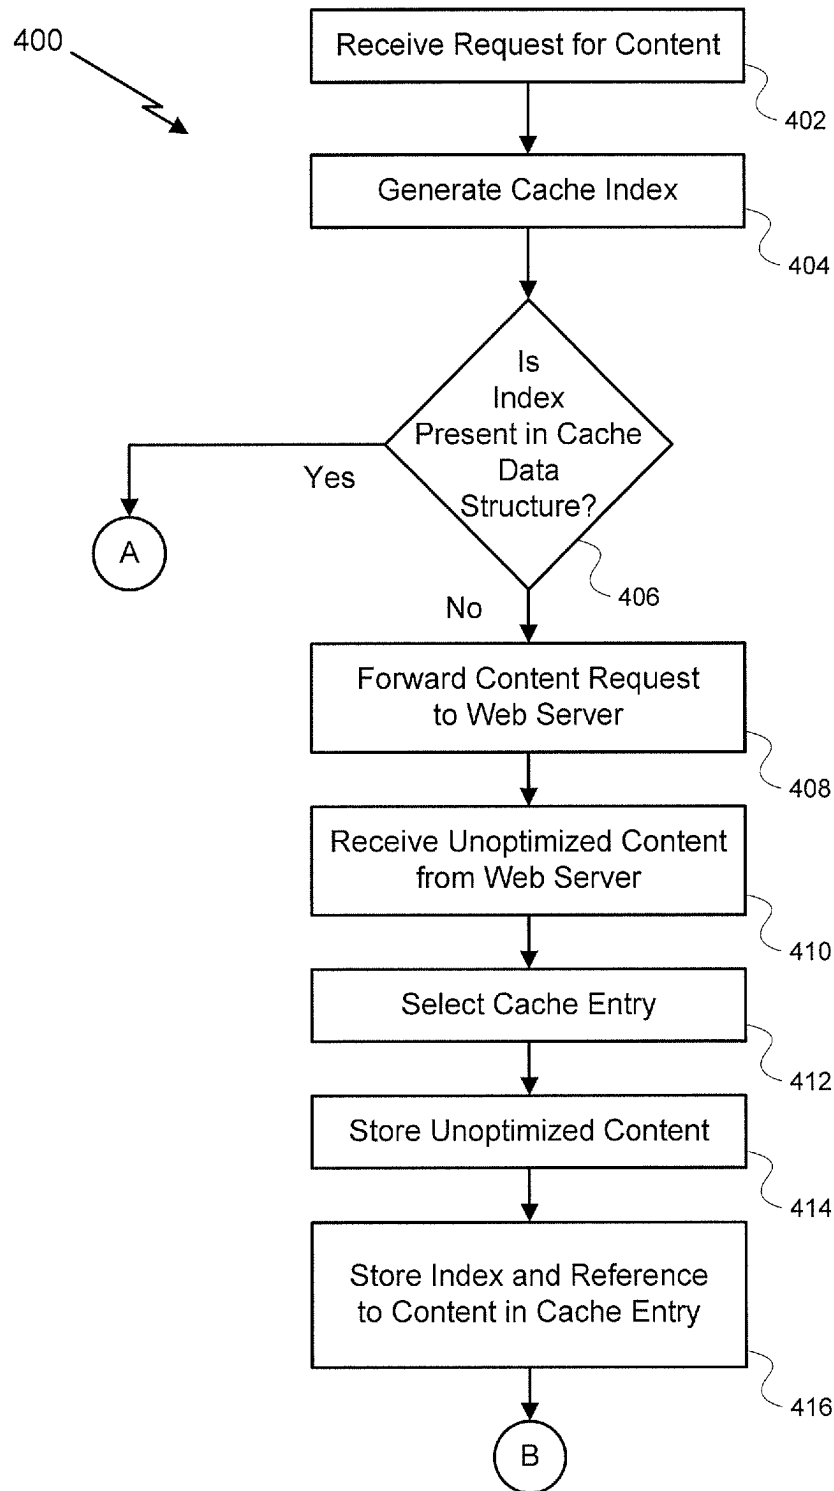 400
Receive Request for Content
402
Generate Cache Index
404
Is
Index
Present in Cache
Data
Structure?
Yes
A
406
No
Forward Content Request
to Web Server
408
Receive Unoptimized Content
from Web Server
410
Select Cache Entry
412
Store Unoptimized Content
414
Store Index and Reference
to Content in Cache Entry
416
B